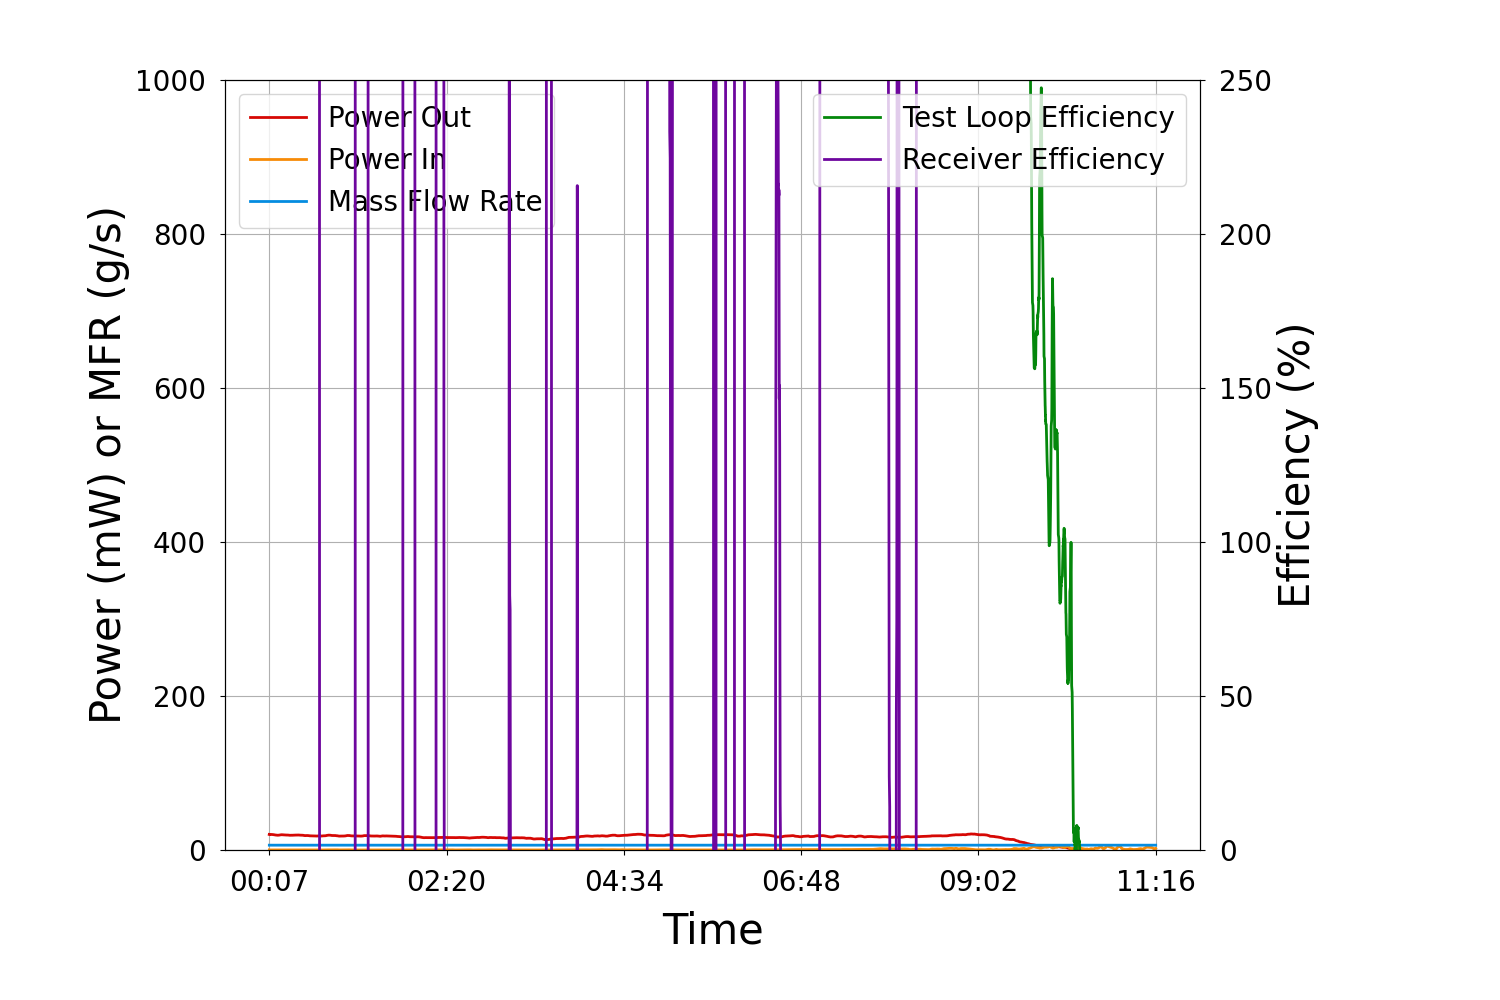 1000
800
600
400
200
0
Power (mW) or MFR (g/s)
Power Out
Power In
Mass Flow Rate
Test Loop Efficiency
Receiver Efficiency
250
200
150
100
50
0
Efficiency (%)
00:07 02:20 04:34 06:48 09:02 11:16
Time